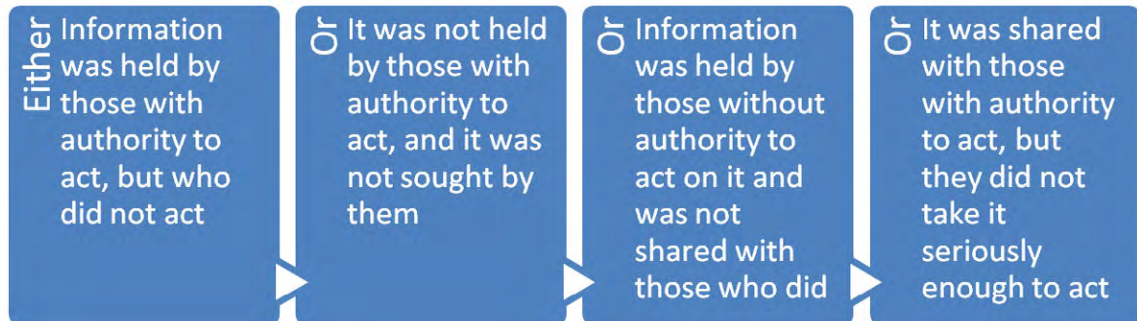 Either
Information
was held by
those with
authority to
act, but who
did not act
Or
It was not held
by those with
authority to
act, and it was
not sought by
them
Or
Information
was held by
those without
authority to
act on it and
was not
shared with
those who did
Or
It was shared
with those
with authority
to act, but
they did not
take it
seriously
enough to act